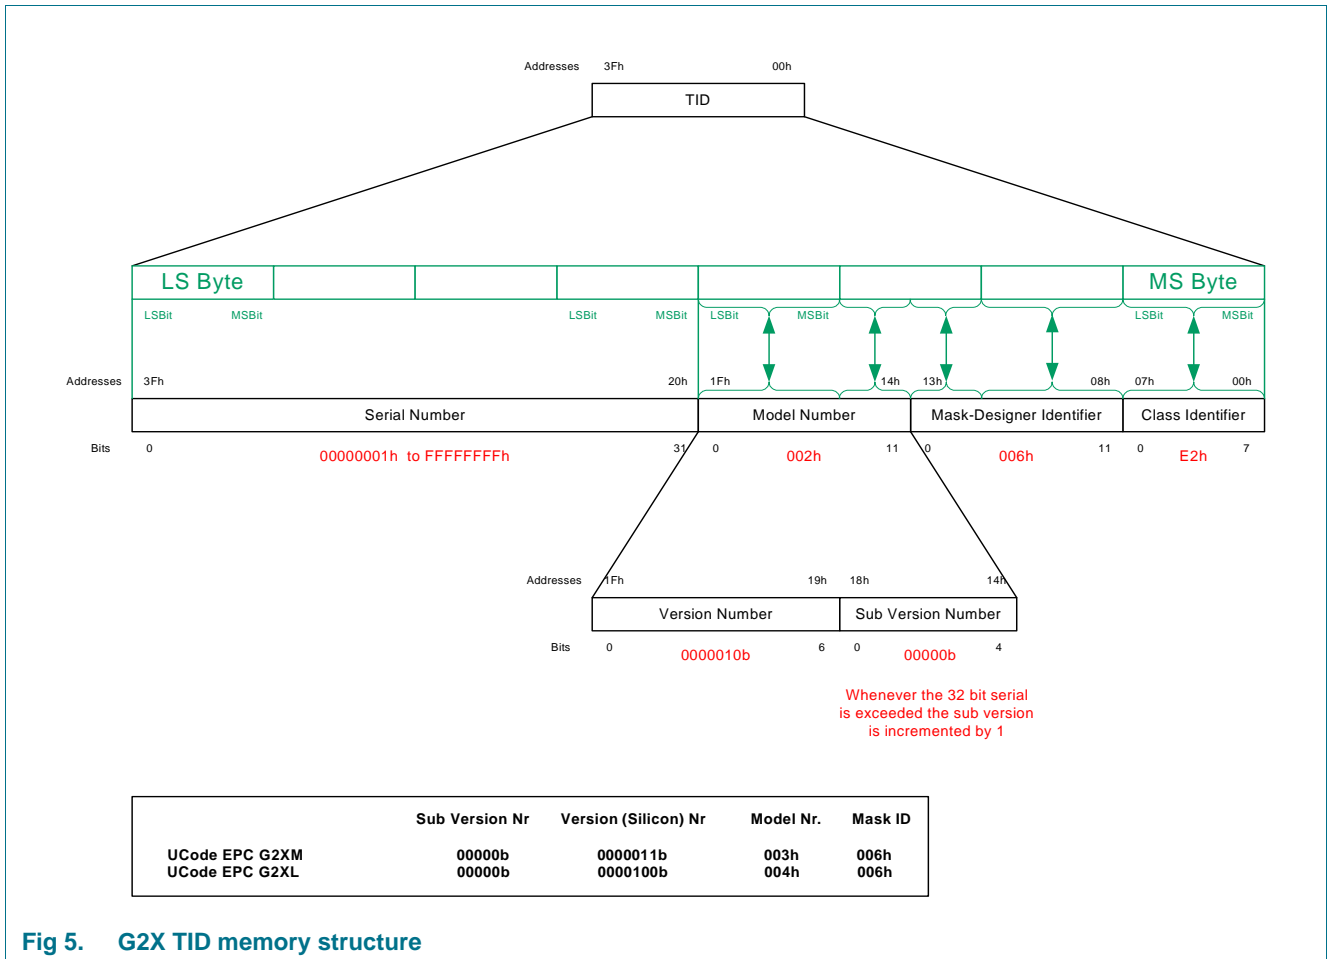 Addresses 3Fh 00h
TID
LS Byte MS Byte
LSBit MSBit LSBit MSBit LSBit MSBit LSBit MSBit
Addresses 3Fh 20h 1Fh 14h 13h 08h 07h 00h
Serial Number Model Number Mask-Designer Identifier Class Identifier
Bits 0 31 0 11 0 11 0 7
00000001h to FFFFFFFFh 002h 006h E2h
Addresses 1Fh 19h 18h 14h
Version Number Sub Version Number
Bits 0 6 0 4
0000010b 00000b
Whenever the 32 bit serial
is exceeded the sub version
is incremented by 1
Sub Version Nr Version (Silicon) Nr Model Nr. Mask ID
UCode EPC G2XM 00000b 0000011b 003h 006h
UCode EPC G2XL 00000b 0000100b 004h 006h
Fig 5. G2X TID memory structure